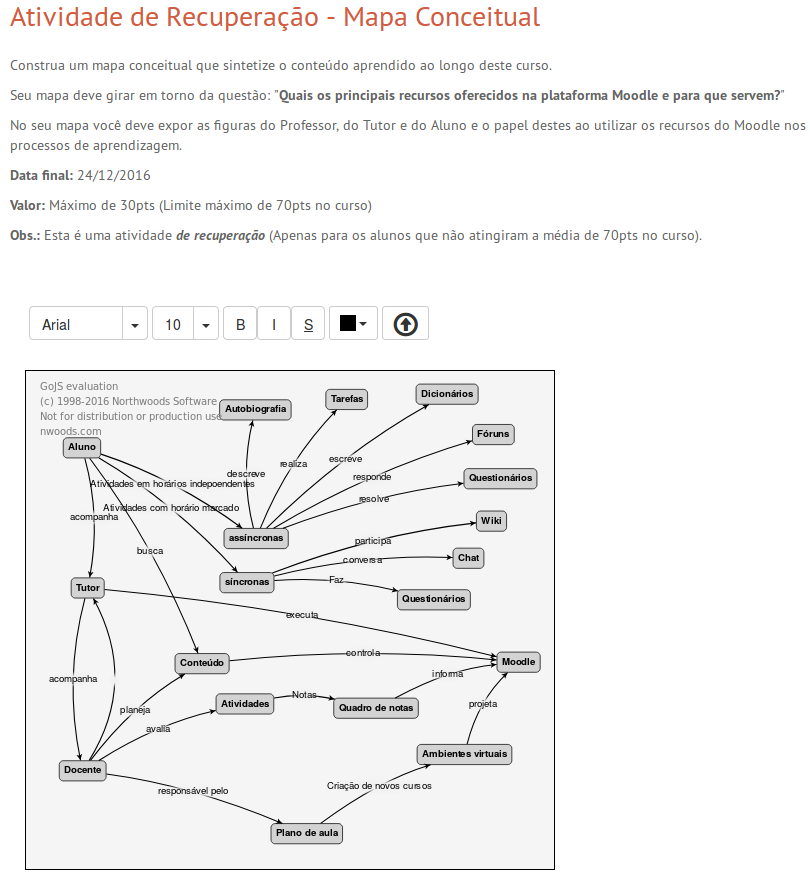 Atividade de Recuperação - Mapa Conceitual
Construa um mapa conceitual que sintetize o conteúdo aprendido ao longo deste curso.
Seu mapa deve girar em torno da questão: "Quais os principais recursos oferecidos na plataforma Moodle e para que servem?"
No seu mapa você deve expor as figuras do Professor, do Tutor e do Aluno e o papel destes ao utilizar os recursos do Moodle nos
processos de aprendizagem.
Data final: 24/12/2016
Valor: Máximo de 30pts (Limite máximo de 70pts no curso)
Obs.: Esta é uma atividade de recuperação (Apenas para os alunos que não atingiram a média de 70pts no curso).
Arial 10 B I S
GoJS evaluation
(c) 1998-2016 Northwoods Software
Not for distribution or production use
nwoods.com
Autobiografia
Tarefas
Dicionários
Fóruns
Aluno
descreve
realiza
escreve
responde
resolve
Questionários
Atividades em horários indepoendentes
Atividades com horário marcado
acompanha
assíncronas
participa
Wiki
busca
conversa
Chat
síncronas
Faz
Questionários
Tutor
executa
Conteúdo
controla
Moodle
acompanha
informa
planeja
Atividades
Notas
Quadro de notas
projeta
avalia
Ambientes virtuais
Docente
responsável pelo
Criação de novos cursos
Plano de aula